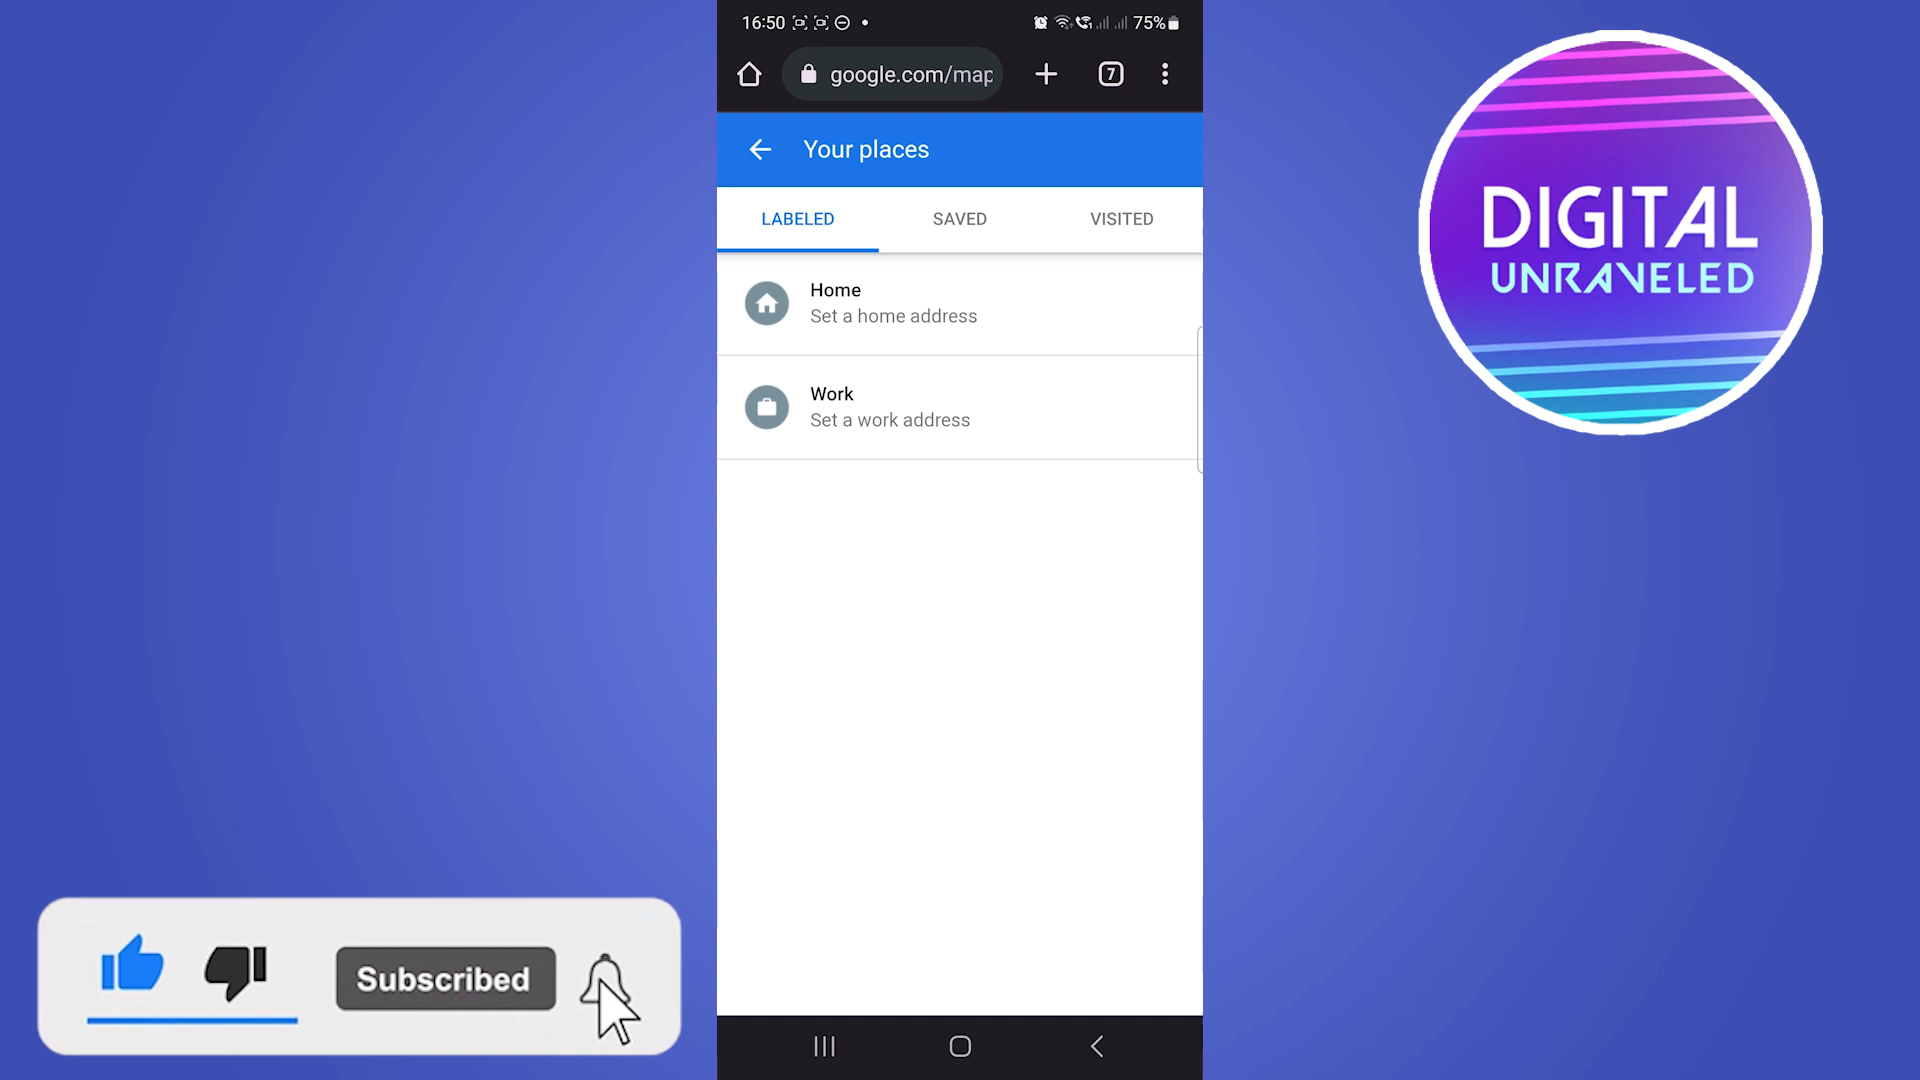 16:50
75%
google.com/map
7
Your places
LABELED SAVED VISITED
Home
Set a home address
Work
Set a work address
DIGITAL
UNRAVELED
Subscribed